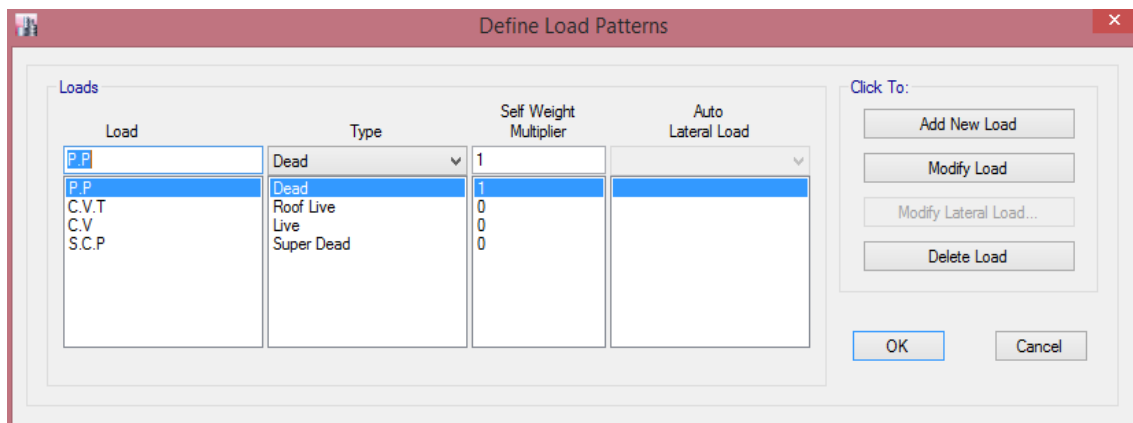 Define Load Patterns
Loads
Click To:
Load Type Self Weight Multiplier Auto Lateral Load
P.P Dead 1
P.P Dead 1
C.V.T Roof Live 0
C.V Live 0
S.C.P Super Dead 0
Add New Load
Modify Load
Modify Lateral Load...
Delete Load
OK Cancel